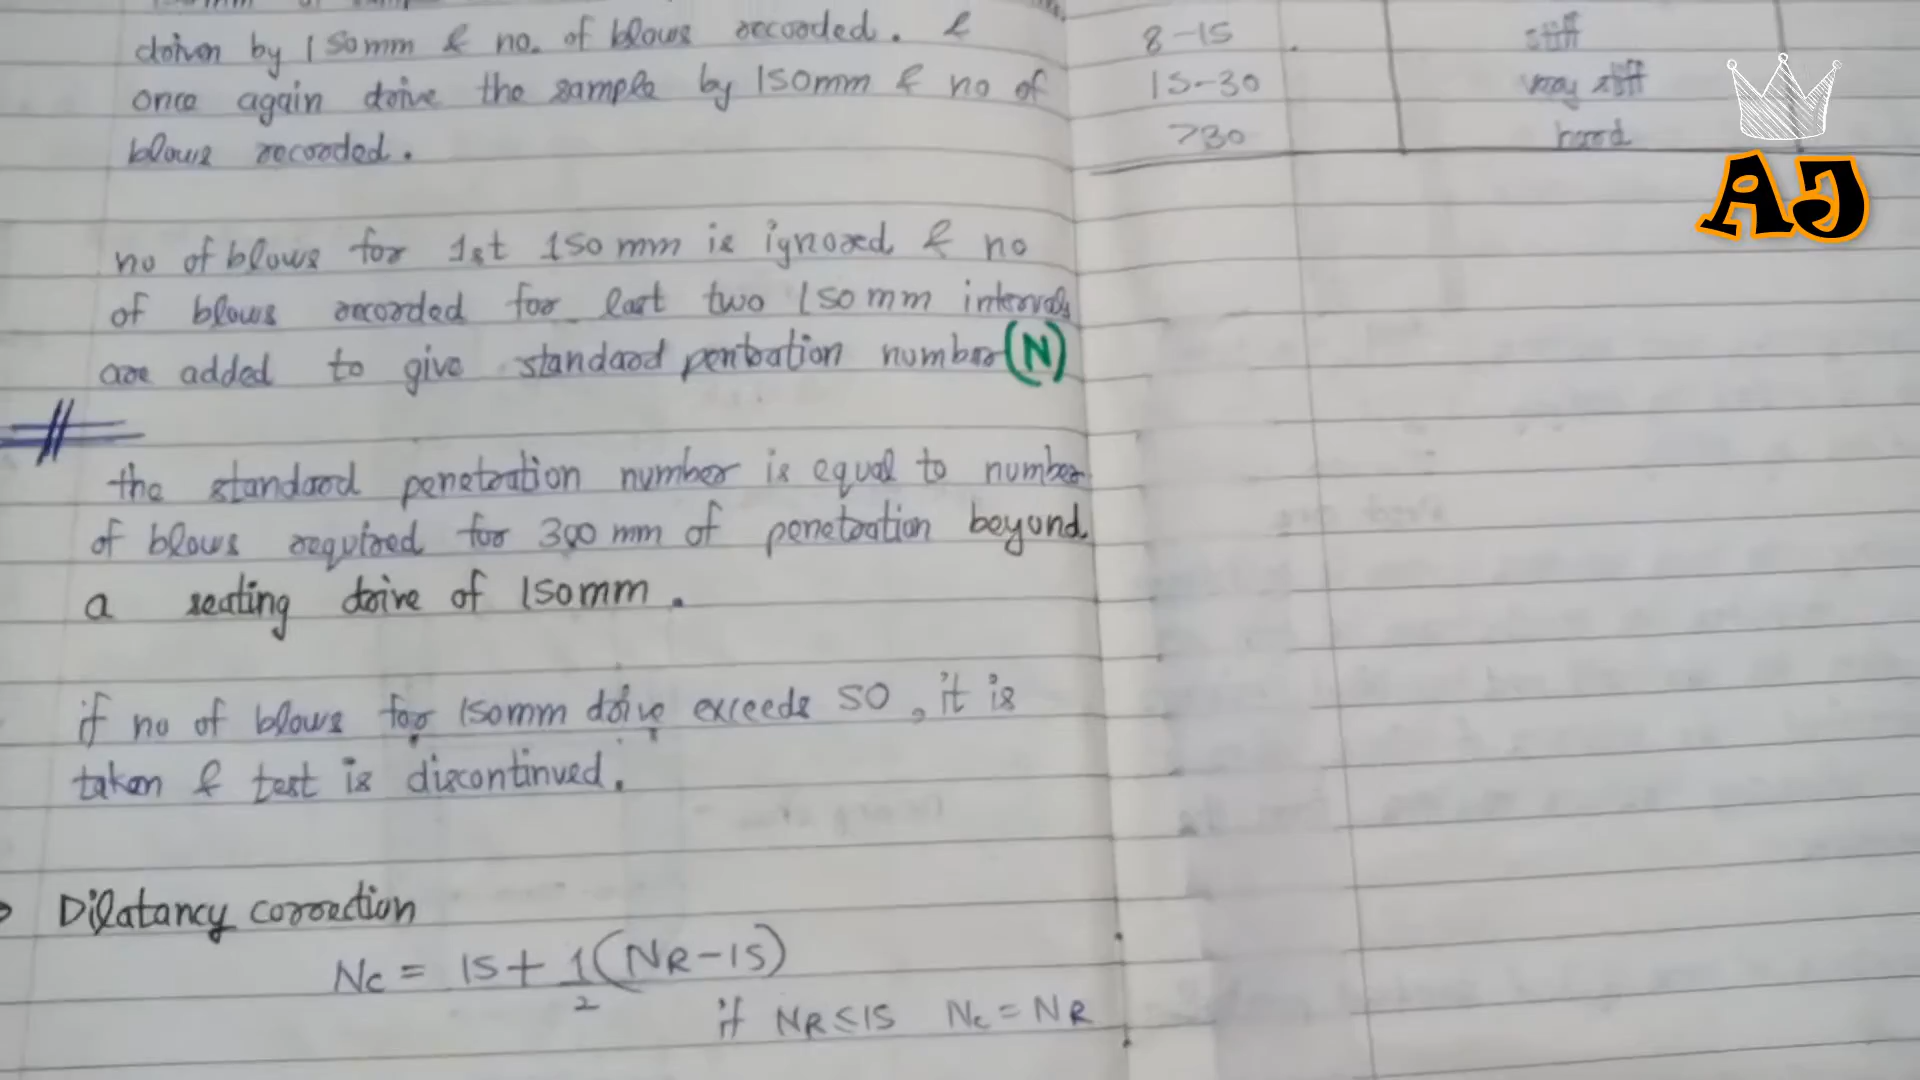 driven by 150mm & no. of blows recorded. &
once again drive the sample by 150mm & no of
blows recorded.
no of blows for 1st 150 mm is ignored & no
of blows recorded for last two 150 mm intervals
are added to give standard pentration number (N)
the standard penetration number is equal to number
of blows required for 300 mm of penetration beyond
a seating drive of 150mm.
if no of blows for 150mm drive exceeds 50, it is
taken & test is discontinued.
Dilatancy correction
Nc = 15 + 1/2 (NR - 15)
if NR ≤ 15 Nc = NR
8-15 stiff
15-30 very stiff
>30 hard
AJ